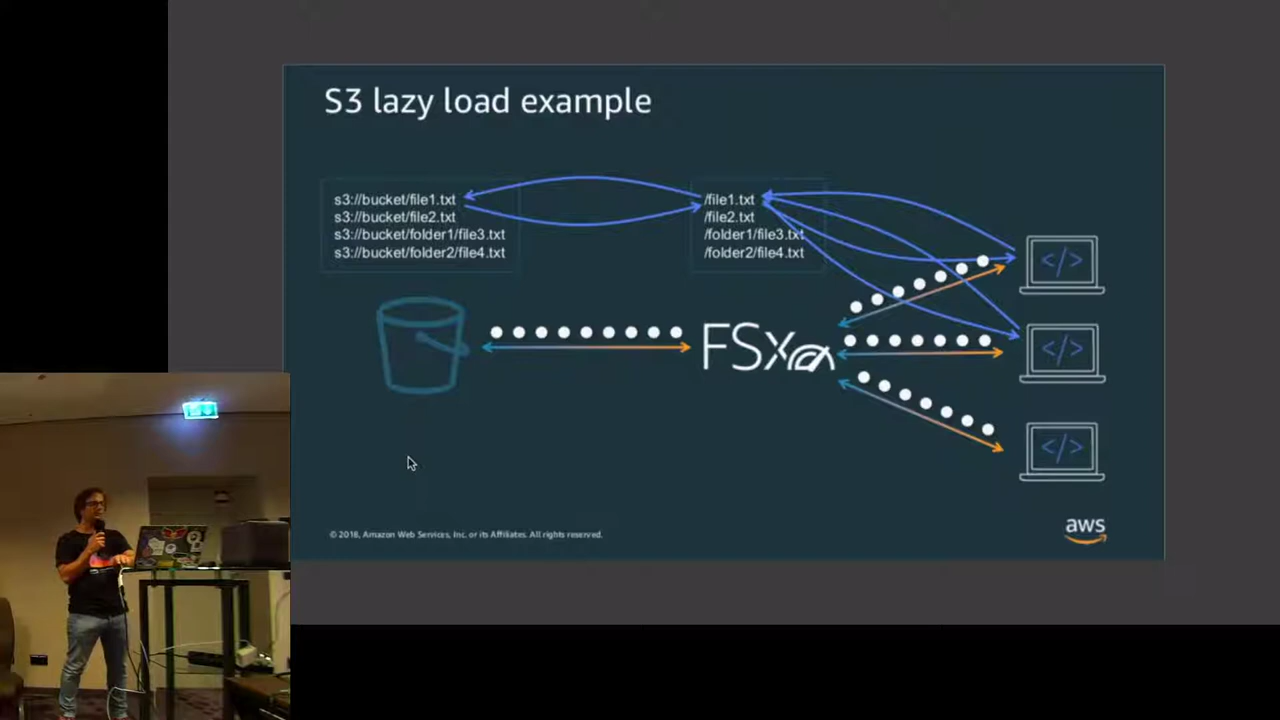 S3 lazy load example
s3://bucket/file1.txt
s3://bucket/file2.txt
s3://bucket/folder1/file3.txt
s3://bucket/folder2/file4.txt
/file1.txt
/file2.txt
/folder1/file3.txt
/folder2/file4.txt
</>
</>
</>
FSx
© 2018, Amazon Web Services, Inc. or its Affiliates. All rights reserved.
aws